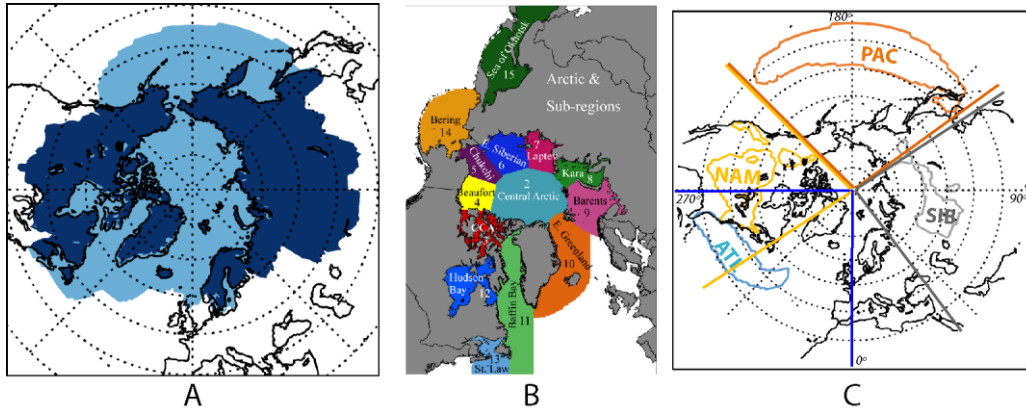 Sea of Okhotsk
15
Arctic &
Sub-regions
Bering
14
Chukchi
5
E. Siberian
6
7
Laptev
Kara
8
Beaufort
4
2
Central Arctic
Barents
9
CCA
E. Greenland
10
Hudson
Bay
12
Baffin Bay
11
13
St. Law
180°
PAC
NAM
270°
90°
SIB
ATL
0°
A
B
C